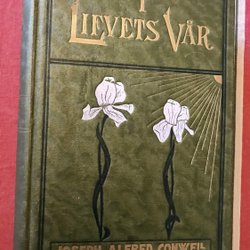 I
LIEVETS VÅR
JOSEPH ALFRED CONWELL